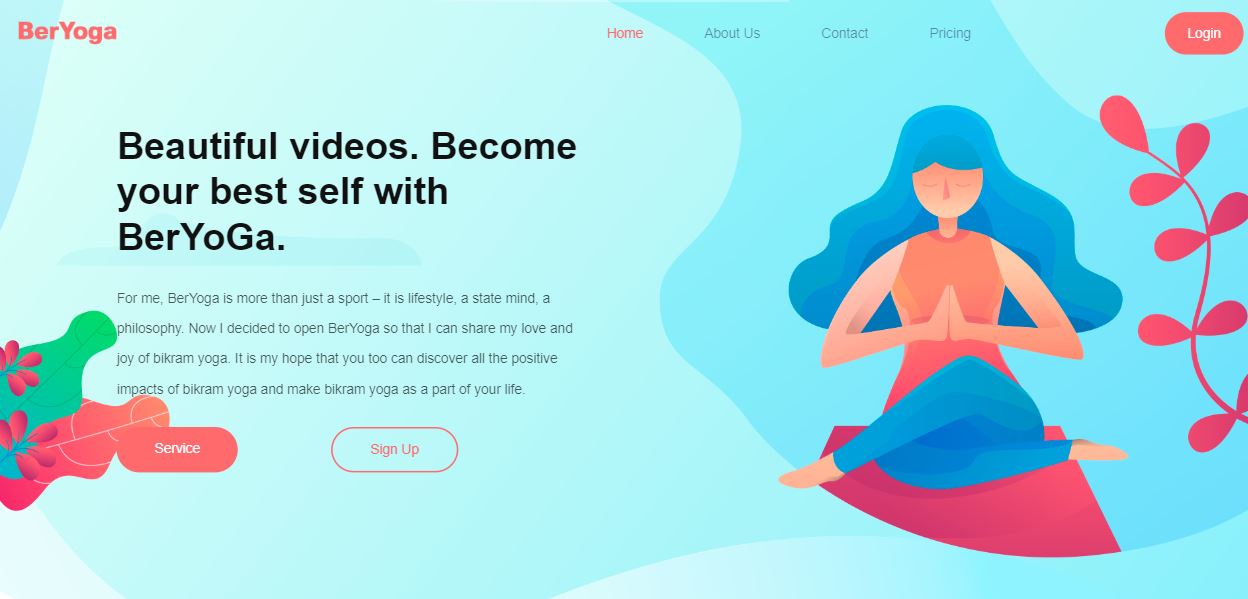 BerYoga
Home
About Us
Contact
Pricing
Login
Beautiful videos. Become
your best self with
BerYoGa.
For me, BerYoga is more than just a sport – it is lifestyle, a state mind, a
philosophy. Now I decided to open BerYoga so that I can share my love and
joy of bikram yoga. It is my hope that you too can discover all the positive
impacts of bikram yoga and make bikram yoga as a part of your life.
Service
Sign Up